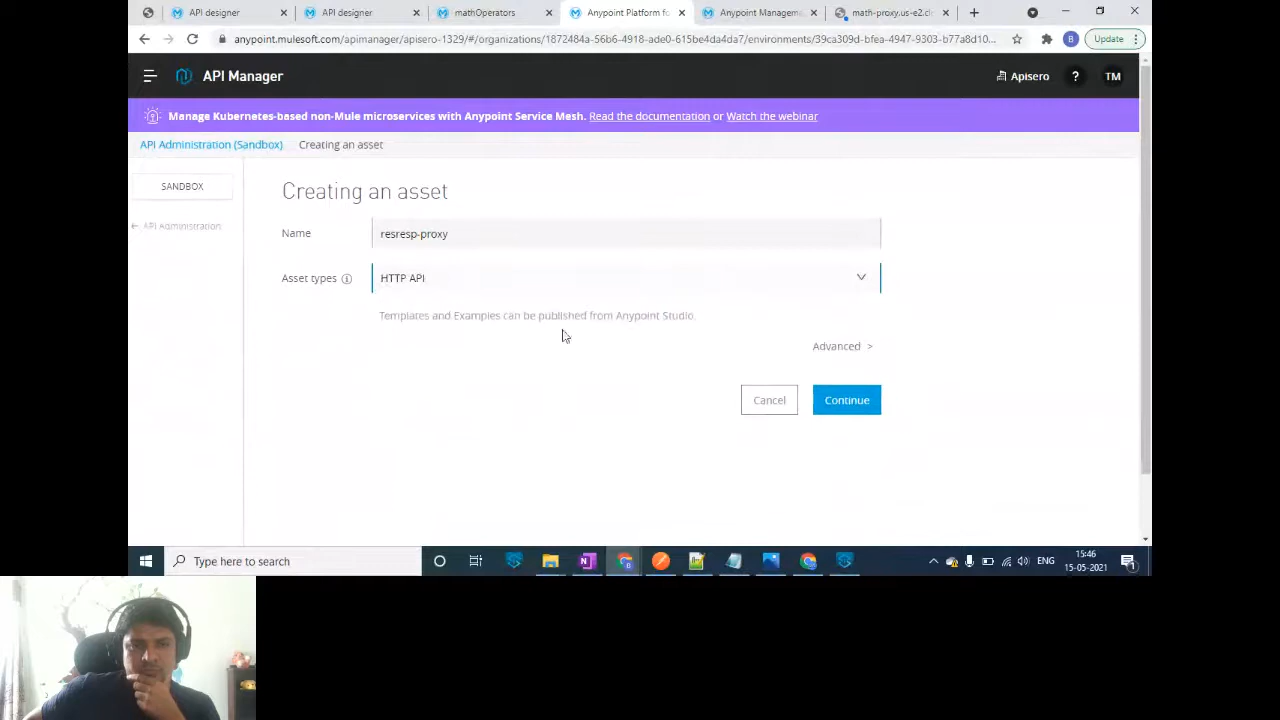 API designer
API designer
mathOperators
Anypoint Platform fo
Anypoint Manageme
math-proxy.us-e2.cl
anypoint.mulesoft.com/apimanager/apisero-1329/#/organizations/1872484a-56b6-4918-ade0-615be4da4da7/environments/39ca309d-bfea-4947-9303-b77a8d10...
B
Update
API Manager
Apisero
?
TM
Manage Kubernetes-based non-Mule microservices with Anypoint Service Mesh. Read the documentation or Watch the webinar
API Administration (Sandbox) Creating an asset
SANDBOX
← API Administration
Creating an asset
Name
resresp-proxy
Asset types
HTTP API
Templates and Examples can be published from Anypoint Studio.
Advanced >
Cancel
Continue
Type here to search
ENG
15:46
15-05-2021
1